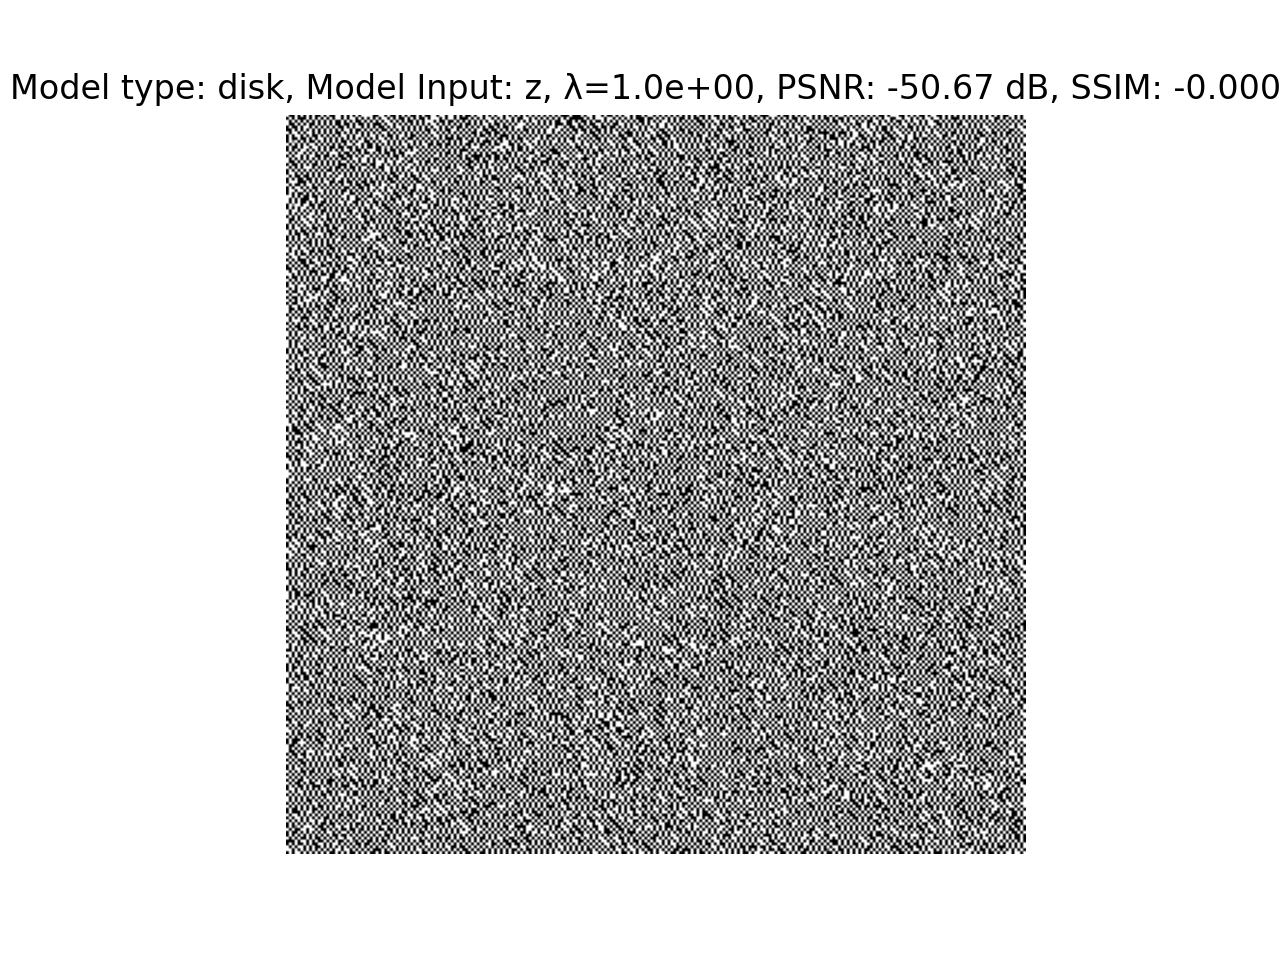 Model type: disk, Model Input: z, λ=1.0e+00, PSNR: -50.67 dB, SSIM: -0.000